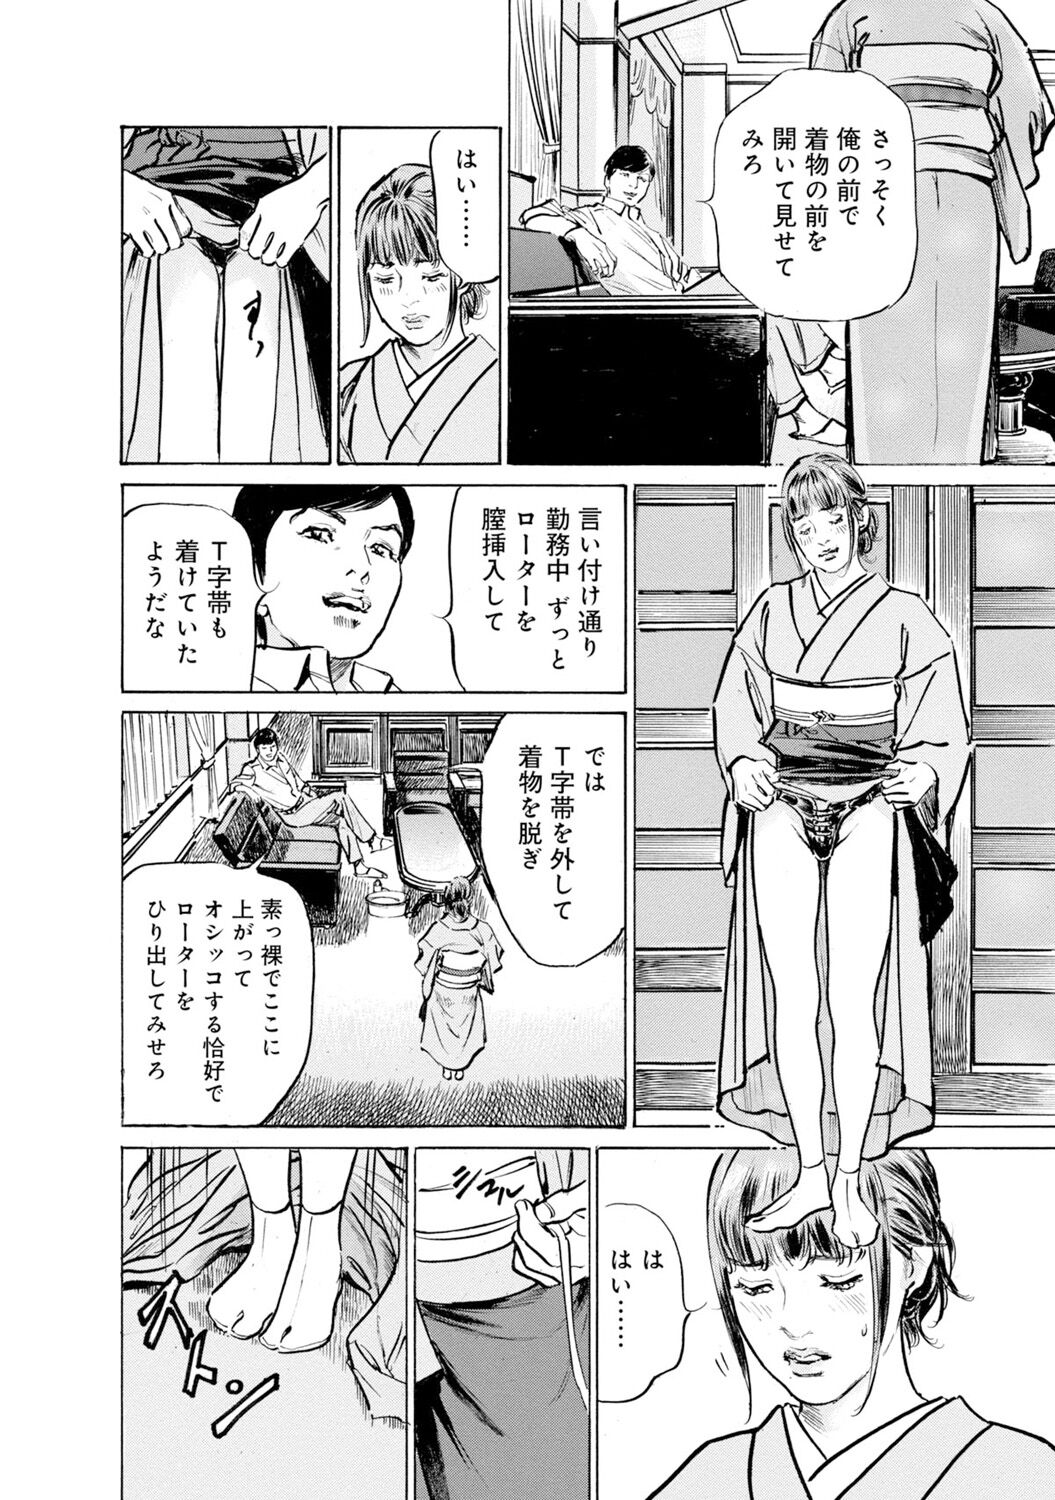 さっそく
俺の前で
着物の前を
開いて見せて
みろ
はい……
すっ
言い付け通り
勤務中 ずっと
ローターを
膣挿入して
T字帯も
着けていた
ようだな
では
T字帯を外して
着物を脱ぎ
素っ裸でここに
上がって
オシッコする恰好で
ローターを
ひり出してみせろ
は
はい……
シュル
ストン